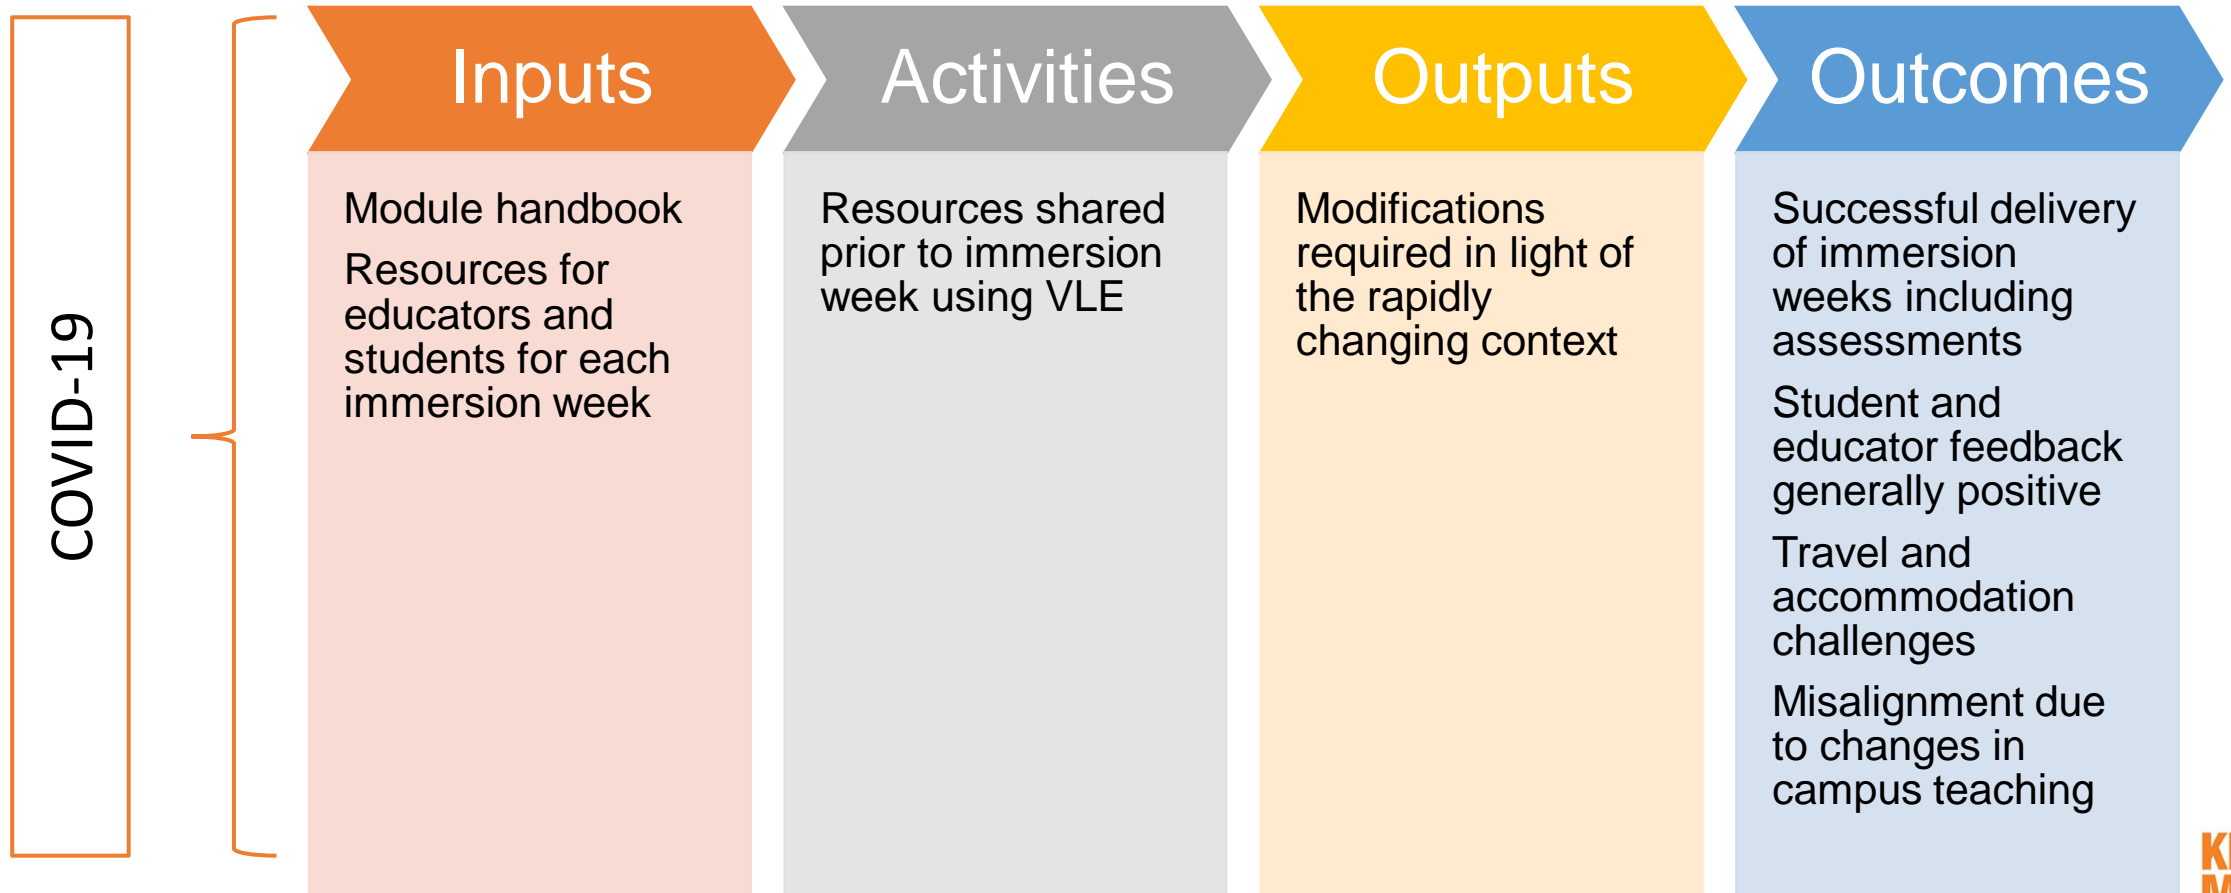 COVID-19
Inputs
Module handbook
Resources for
educators and
students for each
immersion week
Activities
Resources shared
prior to immersion
week using VLE
Outputs
Modifications
required in light of
the rapidly
changing context
Outcomes
Successful delivery
of immersion
weeks including
assessments
Student and
educator feedback
generally positive
Travel and
accommodation
challenges
Misalignment due
to changes in
campus teaching